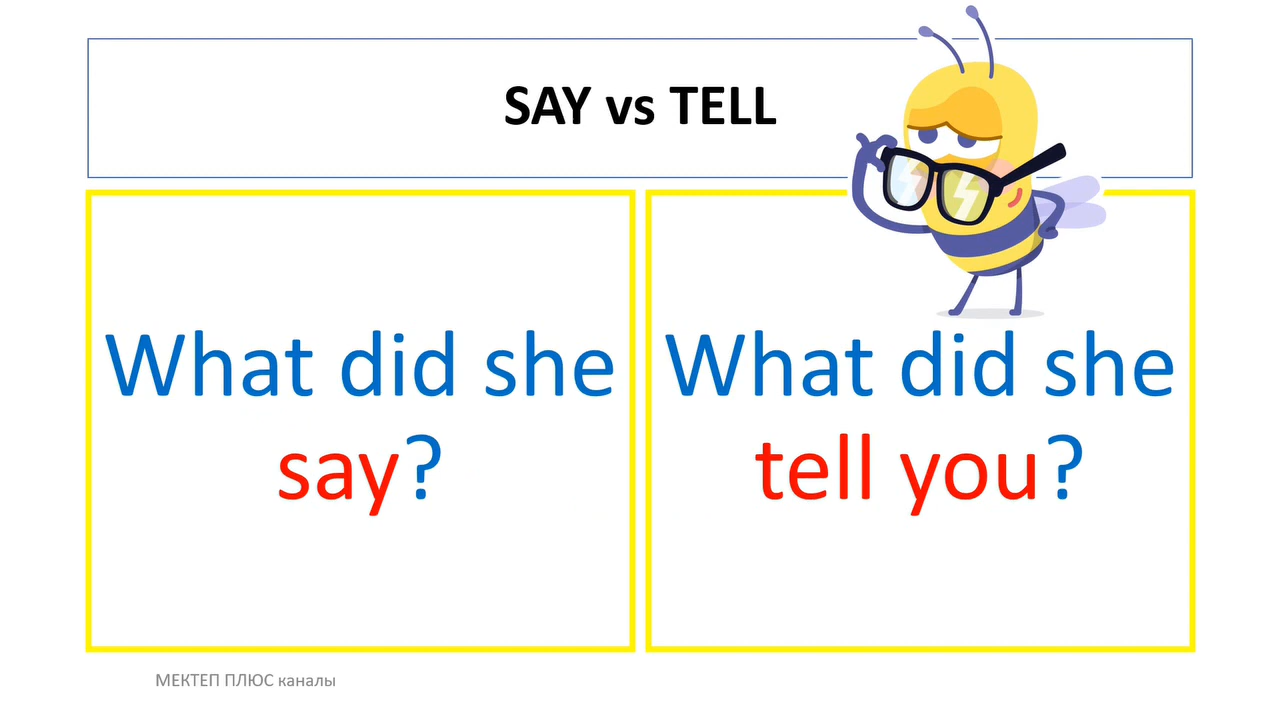 SAY vs TELL
What did she
say?
What did she
tell you?
МЕКТЕП ПЛЮС каналы